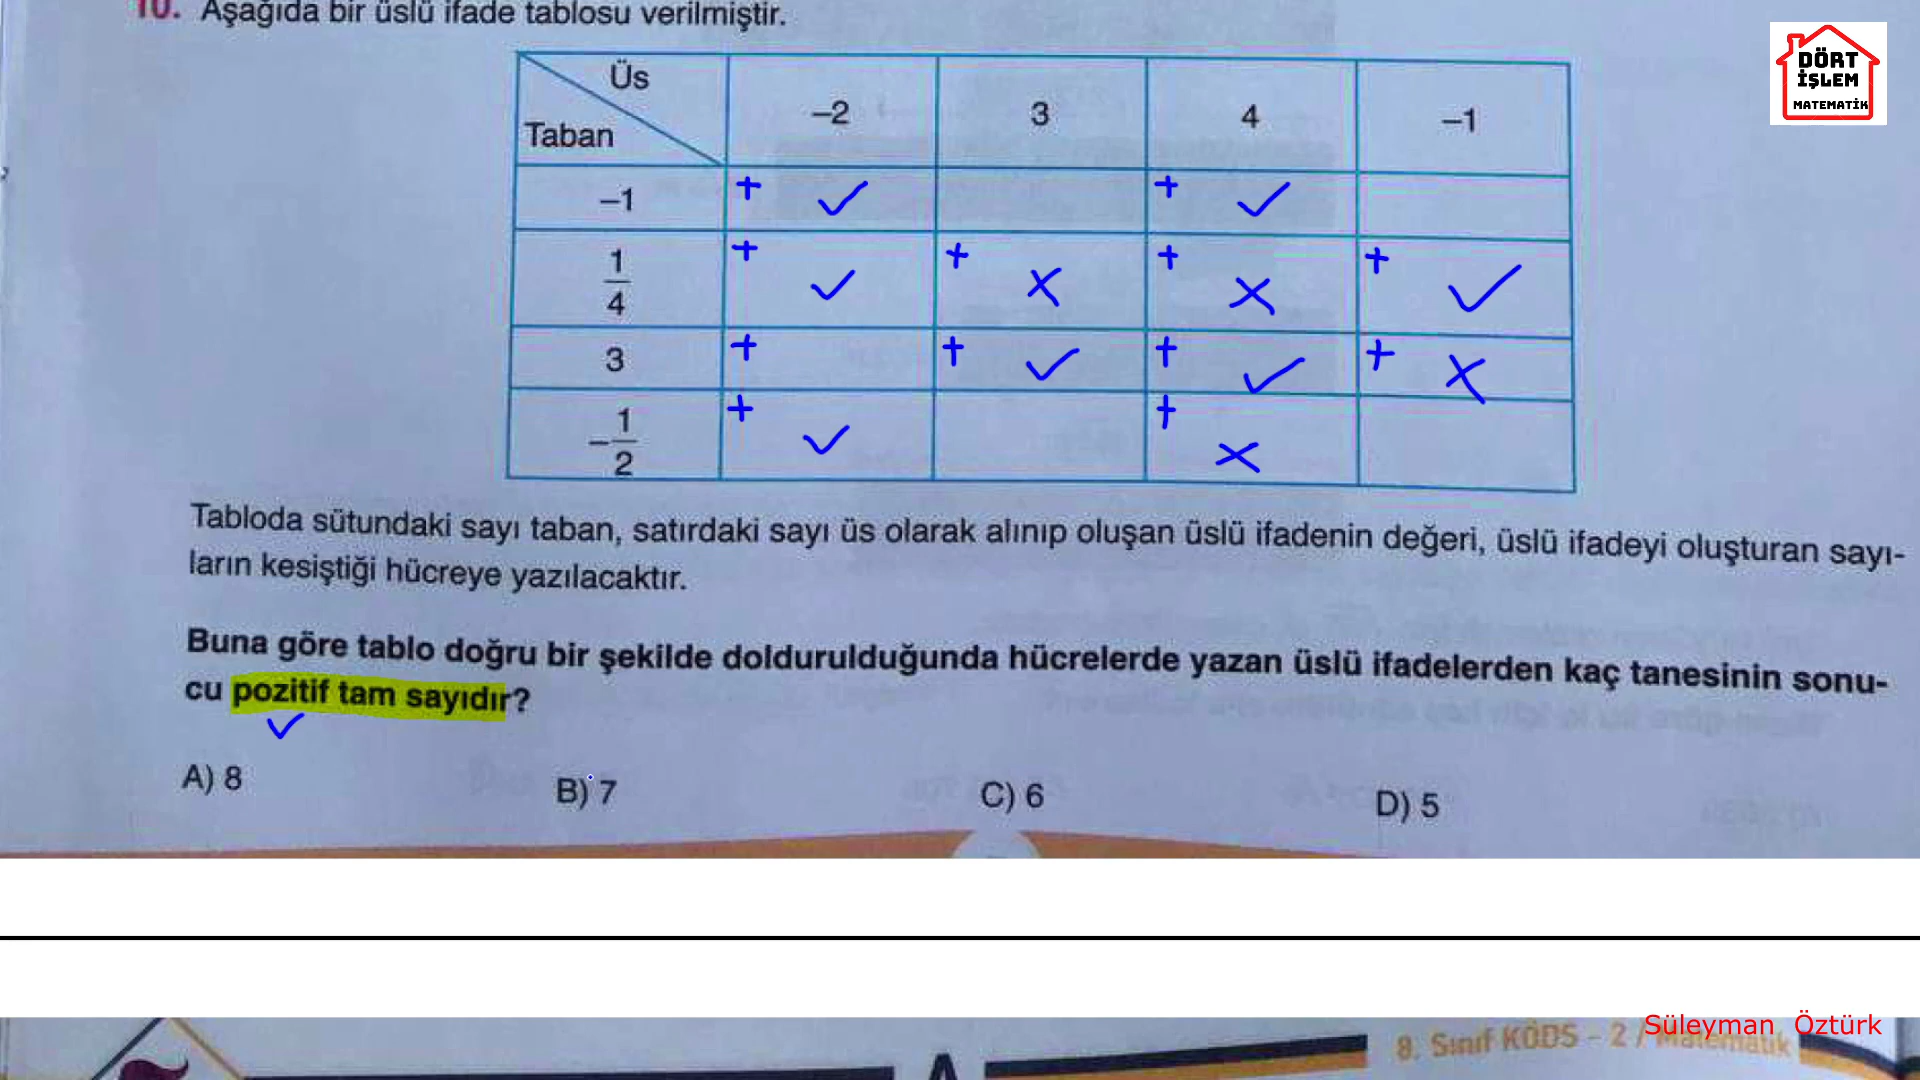 10. Aşağıda bir üslü ifade tablosu verilmiştir.
DÖRT
İŞLEM
MATEMATİK
Üs
Taban
–2 3 4 –1
–1 + ✓ + ✓
1/4 + ✓ + X + X + ✓
3 + + ✓ + ✓ + X
–1/2 + ✓ + X
Tabloda sütundaki sayı taban, satırdaki sayı üs olarak alınıp oluşan üslü ifadenin değeri, üslü ifadeyi oluşturan sayı-
ların kesiştiği hücreye yazılacaktır.
Buna göre tablo doğru bir şekilde doldurulduğunda hücrelerde yazan üslü ifadelerden kaç tanesinin sonu-
cu pozitif tam sayıdır?
✓
A) 8 B) 7 C) 6 D) 5
Süleyman Öztürk
A
8. Sınıf KÖDS - 2 / Matematik